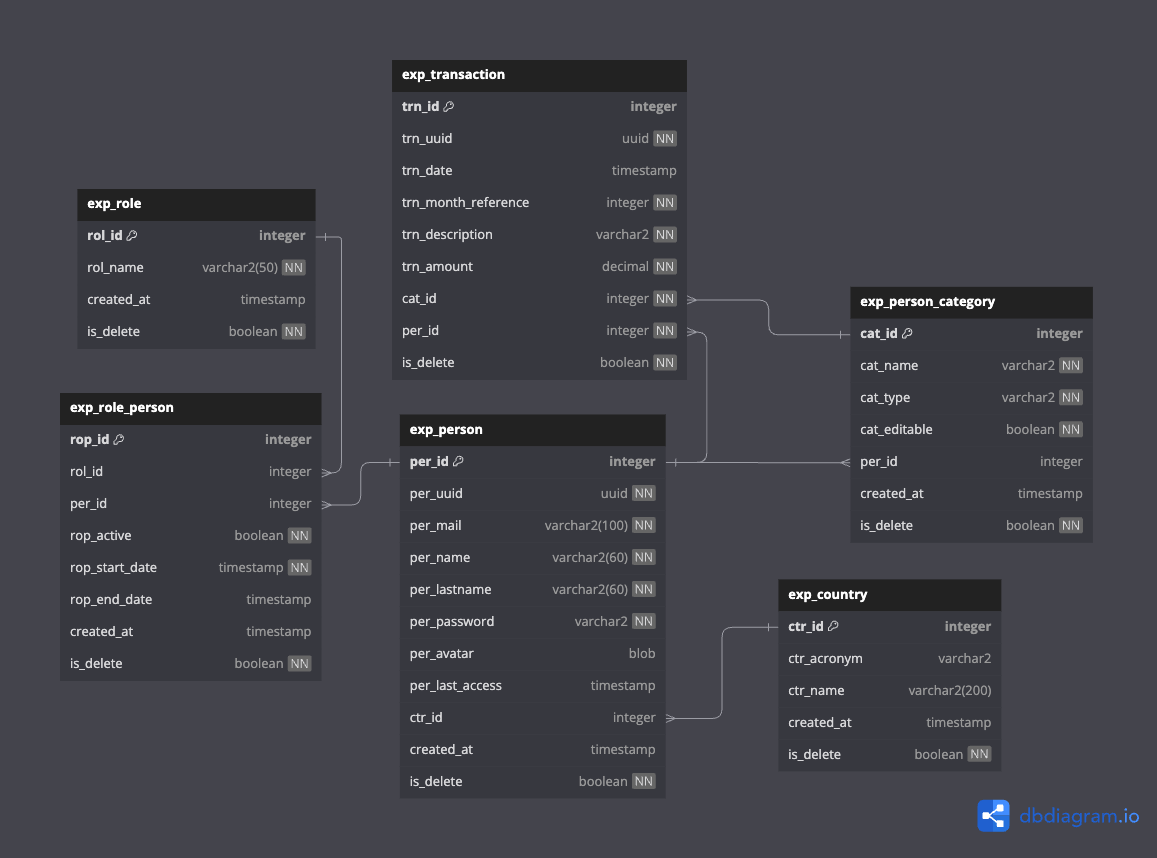 exp_transaction
trn_id integer
trn_uuid uuid NN
trn_date timestamp
trn_month_reference integer NN
trn_description varchar2 NN
trn_amount decimal NN
cat_id integer NN
per_id integer NN
is_delete boolean NN
exp_role
rol_id integer
rol_name varchar2(50) NN
created_at timestamp
is_delete boolean NN
exp_person_category
cat_id integer
cat_name varchar2 NN
cat_type varchar2 NN
cat_editable boolean NN
per_id integer
created_at timestamp
is_delete boolean NN
exp_role_person
rop_id integer
rol_id integer
per_id integer
rop_active boolean NN
rop_start_date timestamp NN
rop_end_date timestamp
created_at timestamp
is_delete boolean NN
exp_person
per_id integer
per_uuid uuid NN
per_mail varchar2(100) NN
per_name varchar2(60) NN
per_lastname varchar2(60) NN
per_password varchar2 NN
per_avatar blob
per_last_access timestamp
ctr_id integer
created_at timestamp
is_delete boolean NN
exp_country
ctr_id integer
ctr_acronym varchar2
ctr_name varchar2(200)
created_at timestamp
is_delete boolean NN
dbdiagram.io